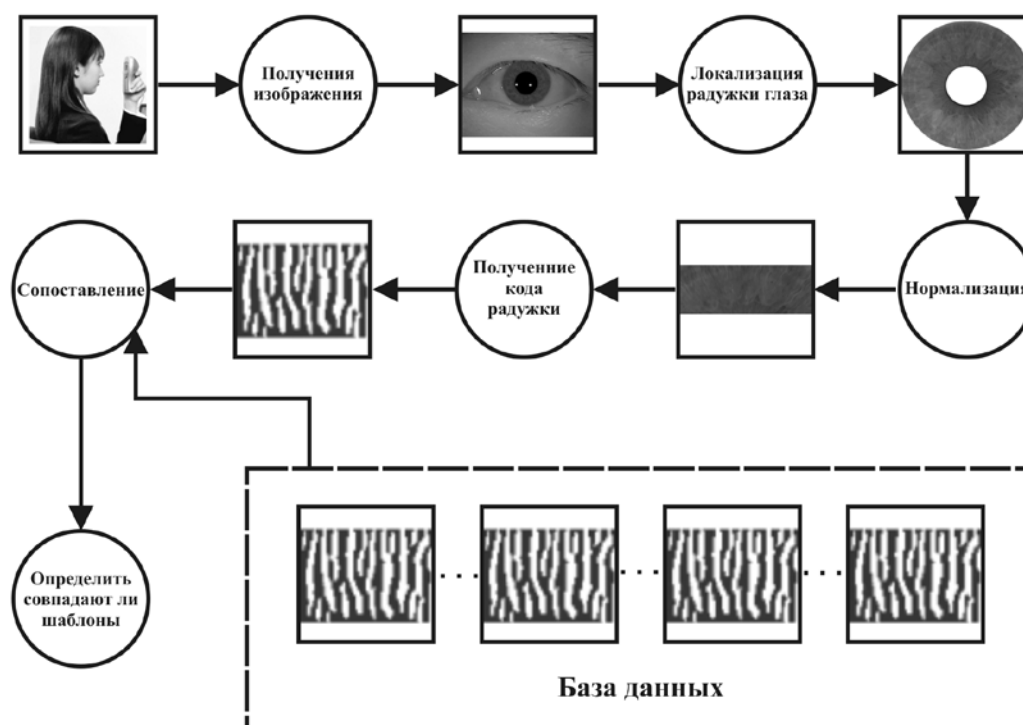 Получения
изображения
Локализация
радужки глаза
Сопоставление
Полученние
кода
радужки
Нормализация
Определить
совпадают ли
шаблоны
База данных